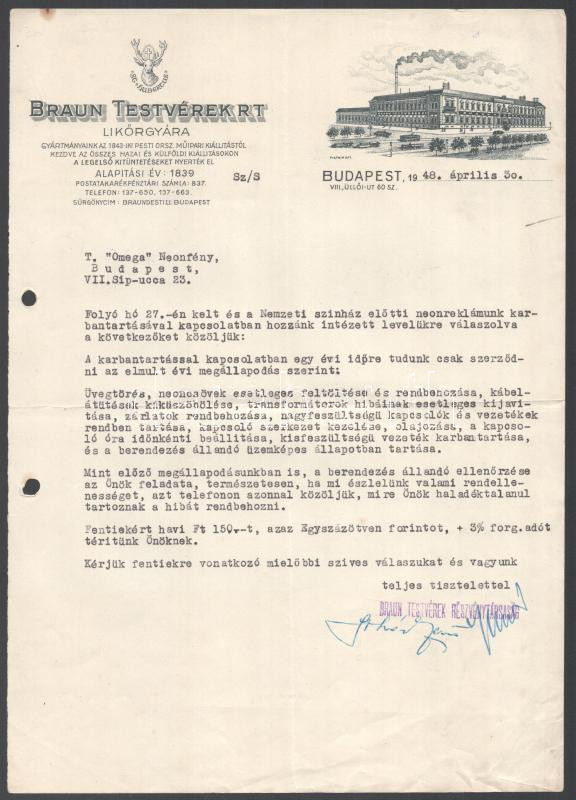 SCT. HUBERTUS
BRAUN TESTVÉREK RT
LIKŐRGYÁRA
GYÁRTMÁNYAINK AZ 1843-IKI PESTI ORSZ. MŰIPARI KIÁLLITÁSTÓL
KEZDVE AZ ÖSSZES HAZAI ÉS KÜLFÖLDI KIÁLLITÁSOKON
A LEGELSŐ KITÜNTETÉSEKET NYERTÉK EL
ALAPITÁSI ÉV: 1839
POSTATAKARÉKPÉNZTÁRI SZÁMLA: 837.
TELEFON: 137-650, 137-663.
SÜRGÖNYCIM: BRAUNDESTILL BUDAPEST
Sz/S
BUDAPEST, 1948. április 30.
VIII., ÜLLŐI-UT 60 SZ.
T. "Omega" Neonfény,
Budapest,
VII.Sip-ucca 23.
Folyó hó 27.-én kelt és a Nemzeti szinház előtti neonreklámunk kar-
bantartásával kapcsolatban hozzánk intézett levelükre válaszolva
a következőket közöljük:
A karbantartással kapcsolatban egy évi időre tudunk csak szerződ-
ni az elmult évi megállapodás szerint:
Üvegtörés, neoncsövek esetleges feltöltése és rendbehozása, kábel-
átütések kiküszöbölése, transformátorok hibáinak esetleges kijavi-
tása, zárlatok rendbehozása, nagyfeszültségü kapcsolók és vezetékek
rendben tartása, kapcsoló szerkezet kezelése, olajozása, a kapcso-
ló óra időnkénti beállitása, kisfeszültségü vezeték karbantartása,
és a berendezés állandó üzemképes állapotban tartása.
Mint előző megállapodásunkban is, a berendezés állandó ellenőrzése
az Önök feladata, természetesen, ha mi észlelünk valami rendelle-
nességet, azt telefonon azonnal közöljük, mire Önök haladéktalanul
tartoznak a hibát rendbehozni.
Fentiekért havi Ft 150.-t, azaz Egyszázötven forintot, + 3% forg.adót
téritünk Önöknek.
Kérjük fentiekre vonatkozó mielőbbi szives válaszukat és vagyunk
teljes tisztelettel
BRAUN TESTVÉREK RÉSZVÉNYTÁRSASÁG